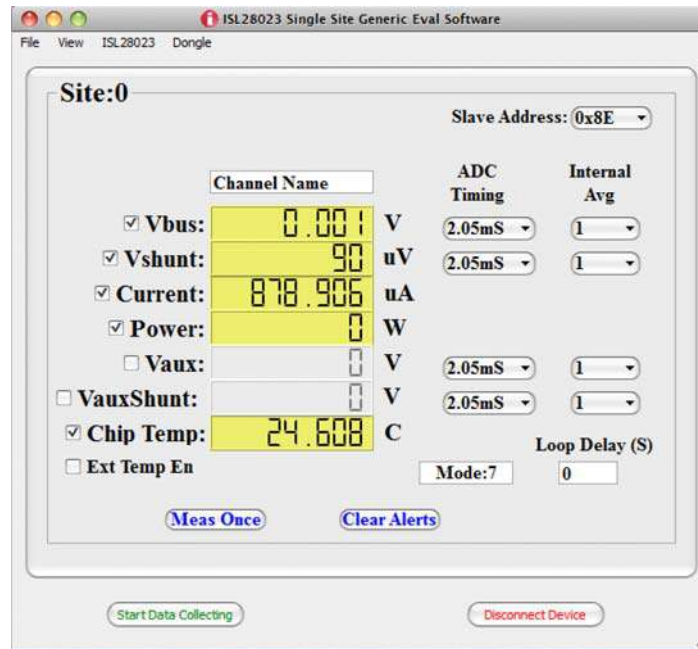 ISL28023 Single Site Generic Eval Software
File View ISL28023 Dongle
Site:0
Slave Address: 0x8E
Channel Name
ADC Timing
Internal Avg
Vbus: 0.001 V 2.05mS 1
Vshunt: 90 uV 2.05mS 1
Current: 878.906 uA
Power: 0 W
Vaux: 0 V 2.05mS 1
VauxShunt: 0 V 2.05mS 1
Chip Temp: 24.608 C
Loop Delay (S)
Ext Temp En
Mode:7
0
Meas Once
Clear Alerts
Start Data Collecting
Disconnect Device